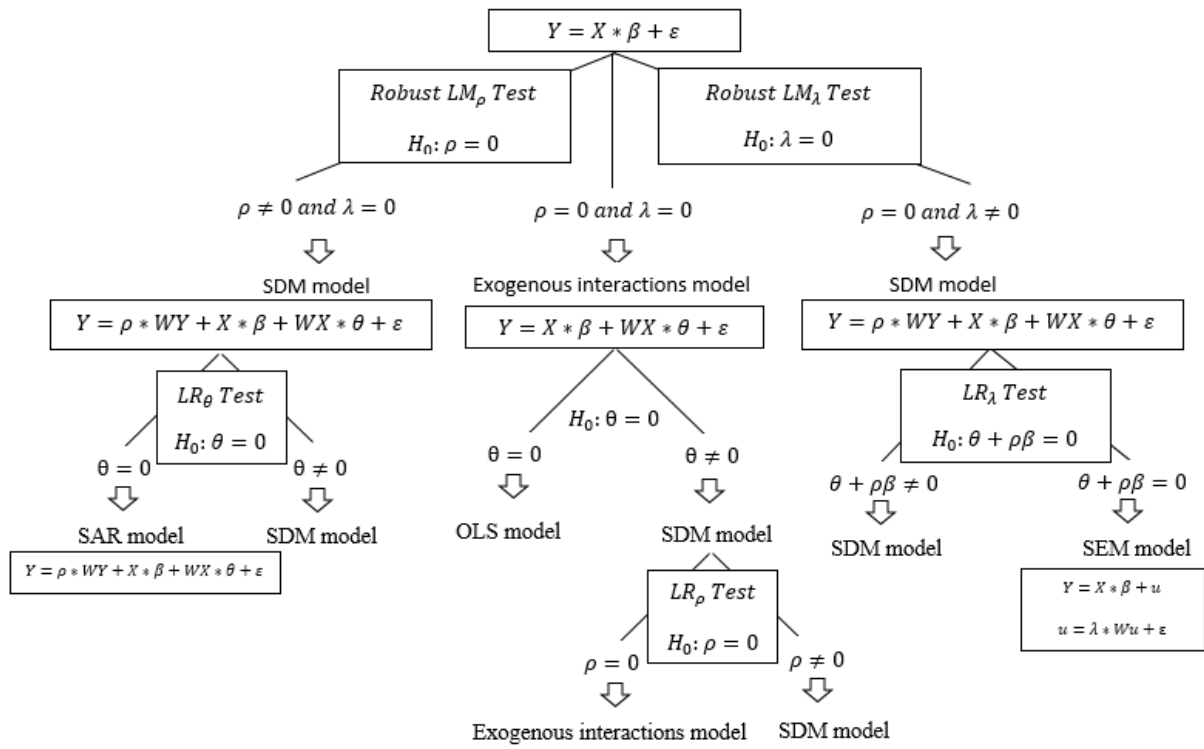 Y = X ∗ β + ε
Robust LMρ Test
H₀: ρ = 0
Robust LMλ Test
H₀: λ = 0
ρ ≠ 0 and λ = 0
ρ = 0 and λ = 0
ρ = 0 and λ ≠ 0
SDM model
Exogenous interactions model
SDM model
Y = ρ ∗ WY + X ∗ β + WX ∗ θ + ε
Y = X ∗ β + WX ∗ θ + ε
Y = ρ ∗ WY + X ∗ β + WX ∗ θ + ε
LRθ Test
H₀: θ = 0
H₀: θ = 0
LRλ Test
H₀: θ + ρβ = 0
θ = 0
θ ≠ 0
θ = 0
θ ≠ 0
θ + ρβ ≠ 0
θ + ρβ = 0
SAR model
SDM model
OLS model
SDM model
SDM model
SEM model
Y = ρ ∗ WY + X ∗ β + WX ∗ θ + ε
Y = X ∗ β + u
u = λ ∗ Wu + ε
LRρ Test
H₀: ρ = 0
ρ = 0
ρ ≠ 0
Exogenous interactions model
SDM model